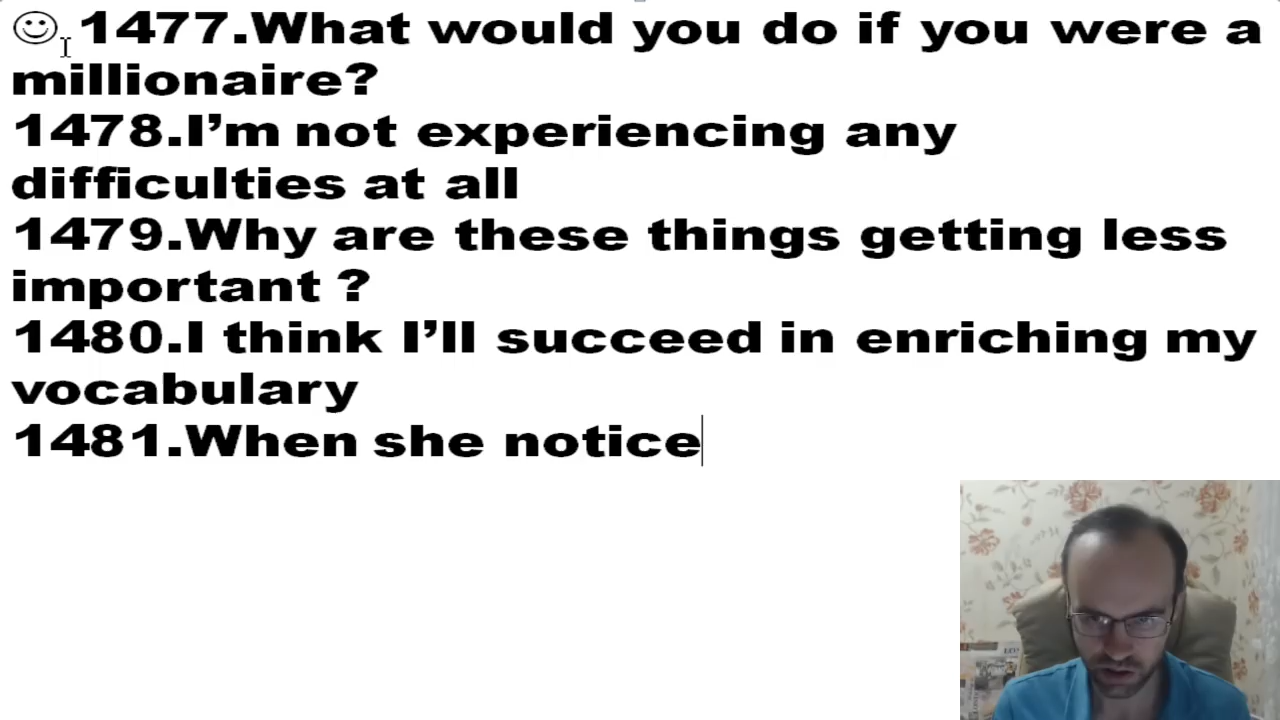 ☺ 1477.What would you do if you were a
millionaire?
1478.I’m not experiencing any
difficulties at all
1479.Why are these things getting less
important ?
1480.I think I’ll succeed in enriching my
vocabulary
1481.When she notice